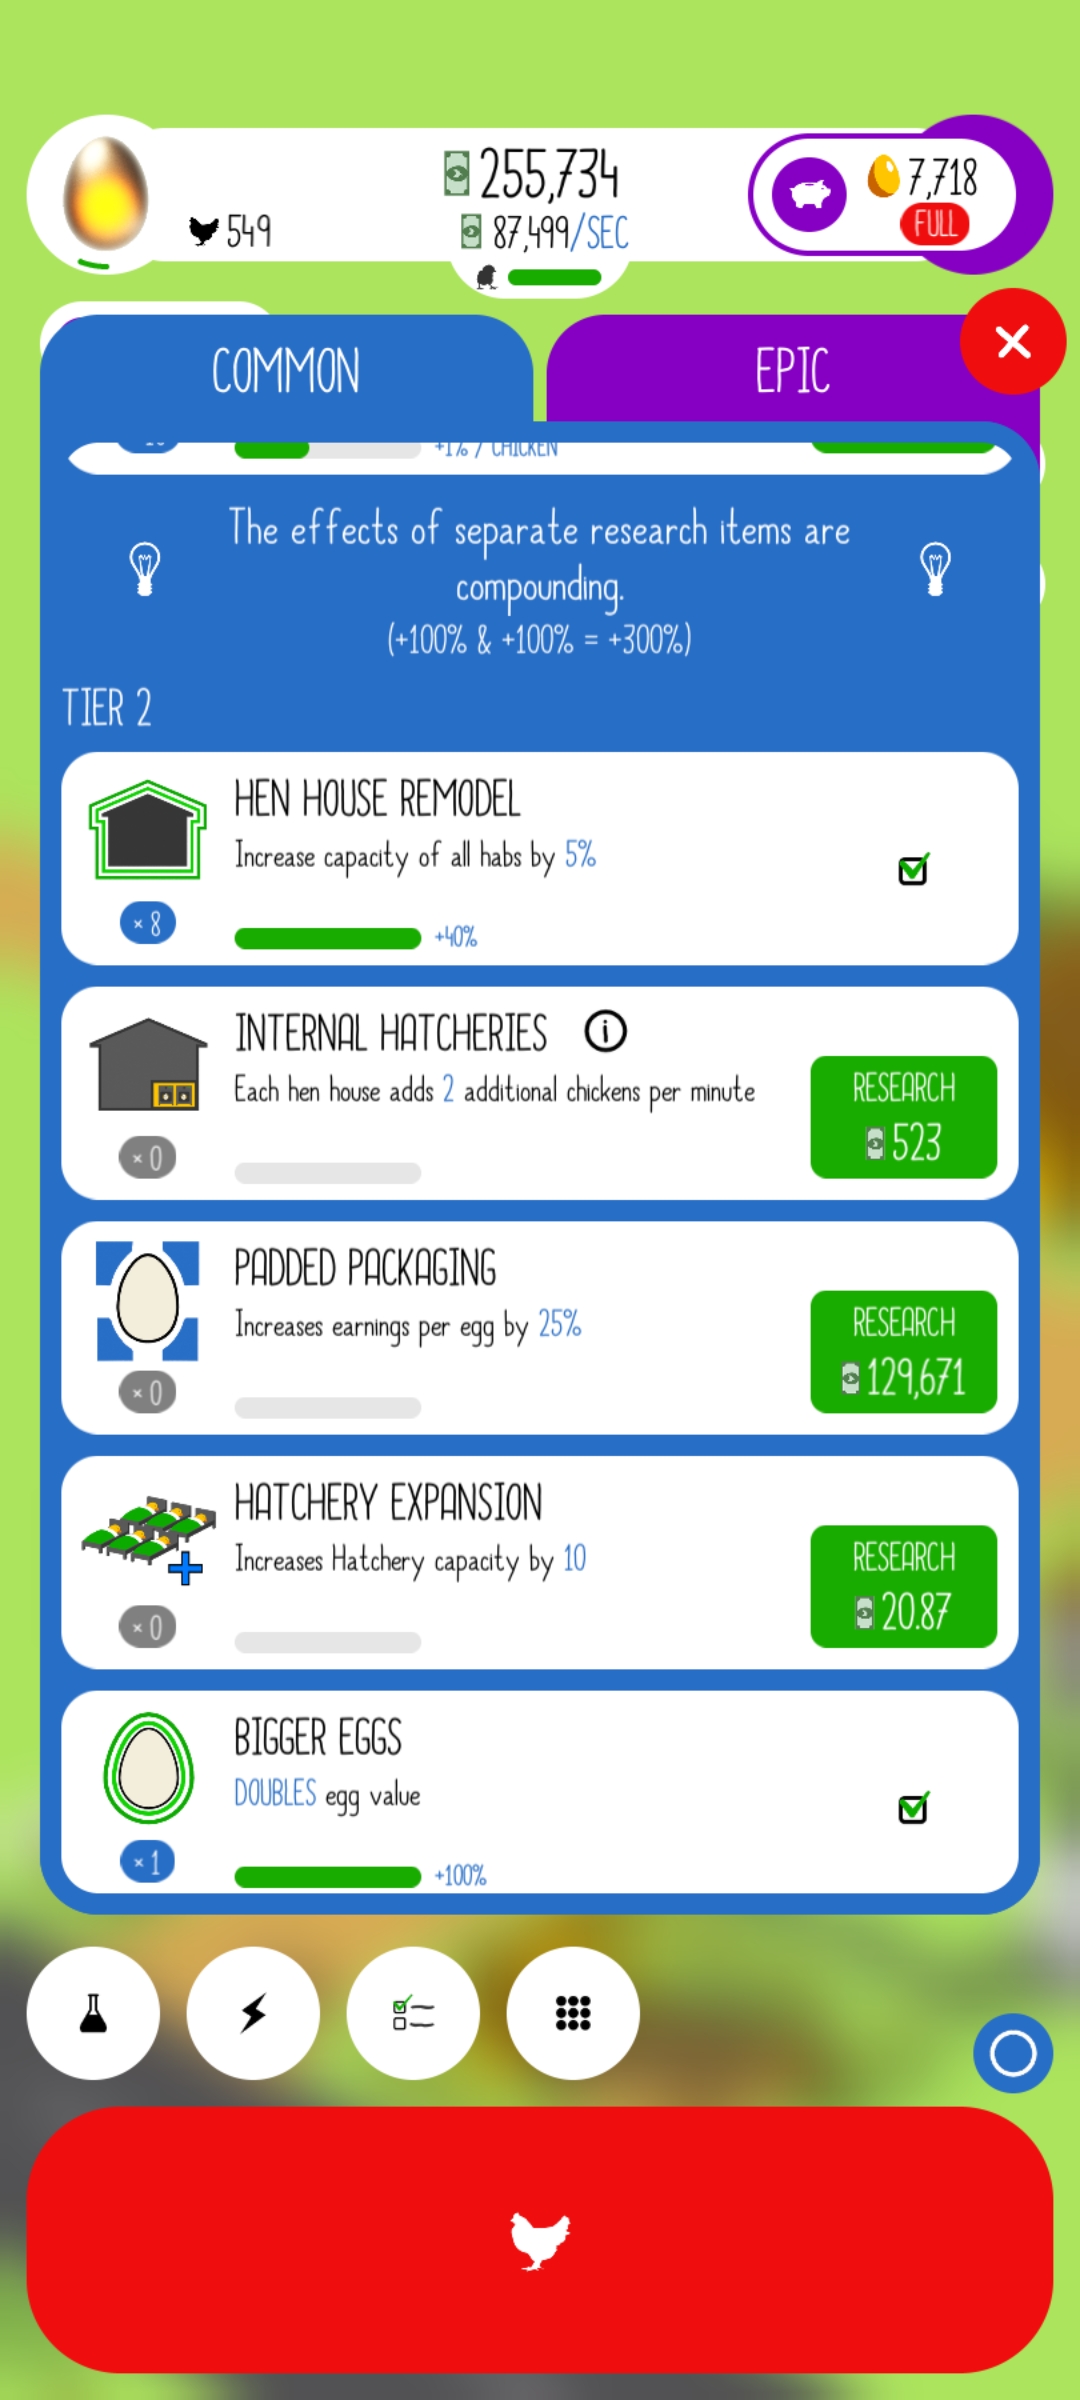 255,734
549
87,499/SEC
7,718
FULL
COMMON
EPIC
+1% / CHICKEN
The effects of separate research items are
compounding.
(+100% & +100% = +300%)
TIER 2
HEN HOUSE REMODEL
Increase capacity of all habs by 5%
× 8
+40%
INTERNAL HATCHERIES
Each hen house adds 2 additional chickens per minute
× 0
RESEARCH
523
PADDED PACKAGING
Increases earnings per egg by 25%
× 0
RESEARCH
129,671
HATCHERY EXPANSION
Increases Hatchery capacity by 10
× 0
RESEARCH
20.87
BIGGER EGGS
DOUBLES egg value
× 1
+100%